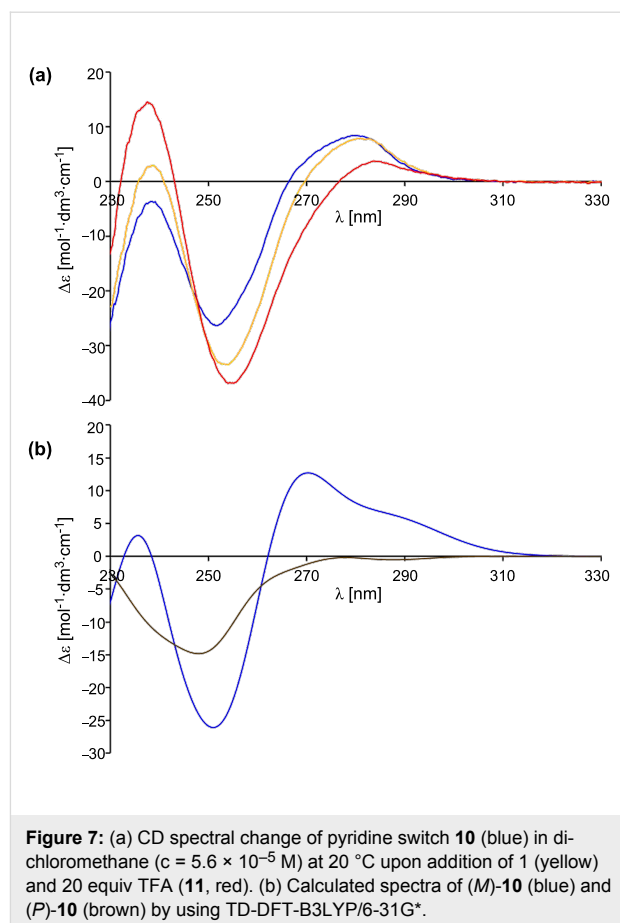 (a)
20
10
0
230 250 270 290 310 330
λ [nm]
–10
–20
–30
–40
Δε [mol⁻¹·dm³·cm⁻¹]
(b)
20
15
10
5
0
230 250 270 290 310 330
λ [nm]
–5
–10
–15
–20
–25
–30
Δε [mol⁻¹·dm³·cm⁻¹]
Figure 7: (a) CD spectral change of pyridine switch 10 (blue) in di-
chloromethane (c = 5.6 × 10⁻⁵ M) at 20 °C upon addition of 1 (yellow)
and 20 equiv TFA (11, red). (b) Calculated spectra of (M)-10 (blue) and
(P)-10 (brown) by using TD-DFT-B3LYP/6-31G*.